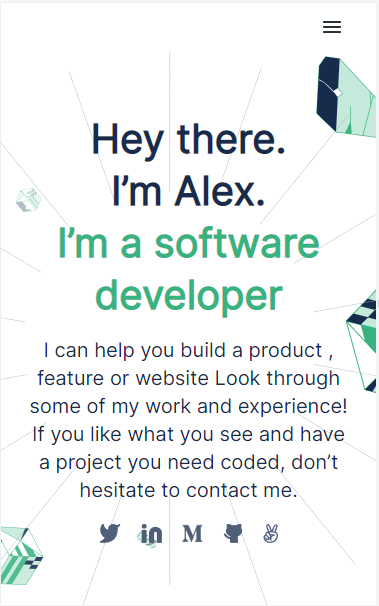 Hey there.
I’m Alex.
I’m a software
developer
I can help you build a product ,
feature or website Look through
some of my work and experience!
If you like what you see and have
a project you need coded, don’t
hesitate to contact me.